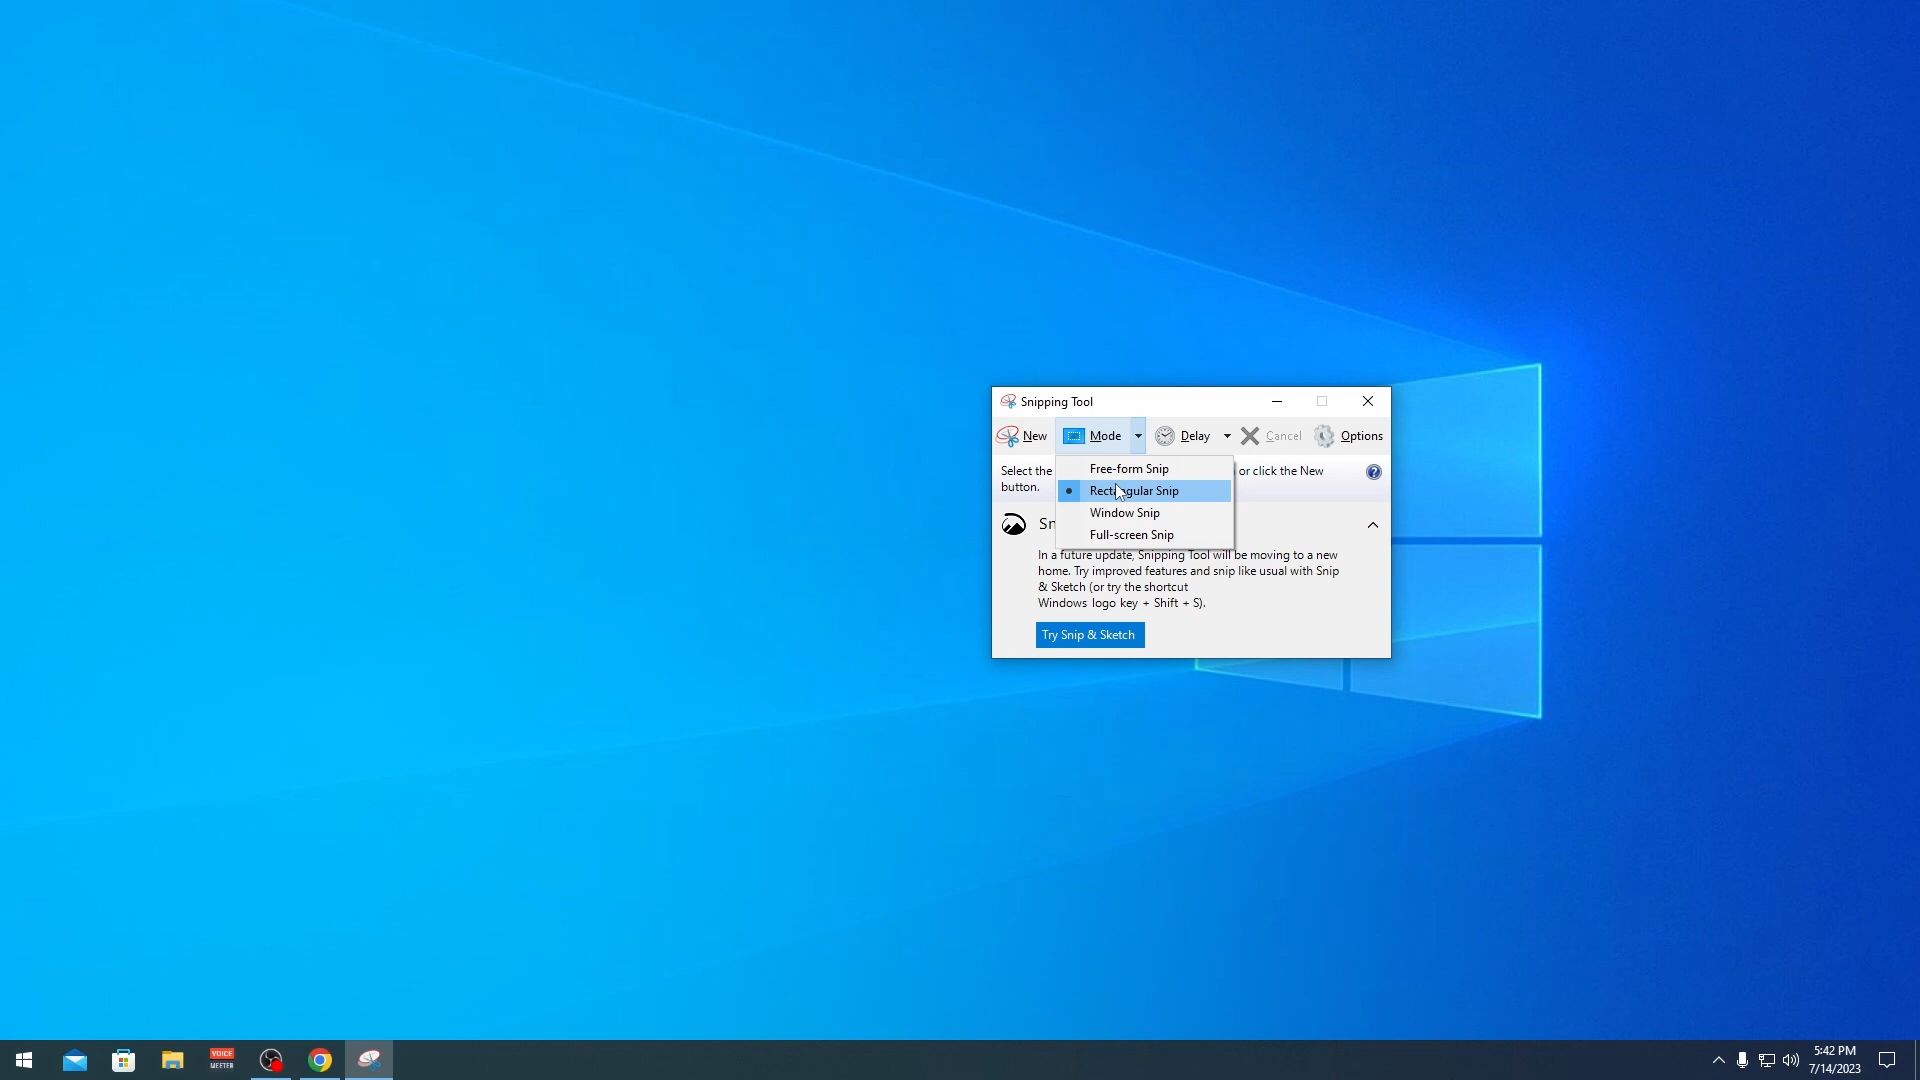 Snipping Tool
New Mode Delay Cancel Options
Free-form Snip
Rectangular Snip
Window Snip
Full-screen Snip
Select the or click the New
button.
Sn
In a future update, Snipping Tool will be moving to a new
home. Try improved features and snip like usual with Snip
& Sketch (or try the shortcut
Windows logo key + Shift + S).
Try Snip & Sketch
VOICE
MEETER
5:42 PM
7/14/2023